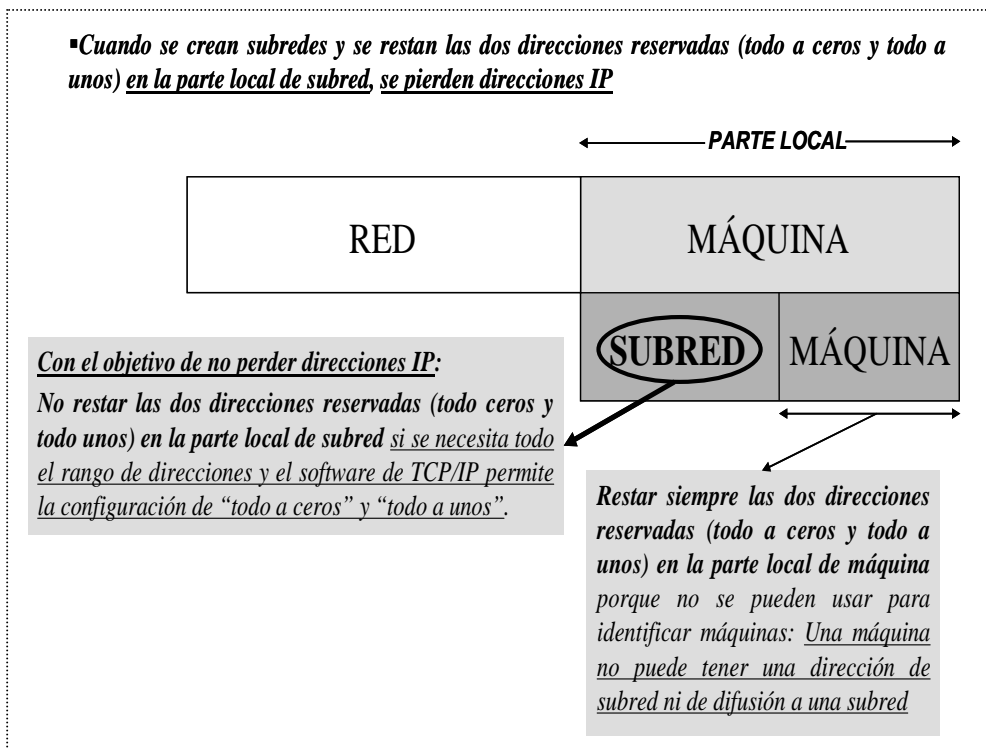 ▪Cuando se crean subredes y se restan las dos direcciones reservadas (todo a ceros y todo a
unos) en la parte local de subred, se pierden direcciones IP
PARTE LOCAL
RED
MÁQUINA
SUBRED
MÁQUINA
Con el objetivo de no perder direcciones IP:
No restar las dos direcciones reservadas (todo ceros y
todo unos) en la parte local de subred si se necesita todo
el rango de direcciones y el software de TCP/IP permite
la configuración de “todo a ceros” y “todo a unos”.
Restar siempre las dos direcciones
reservadas (todo a ceros y todo a
unos) en la parte local de máquina
porque no se pueden usar para
identificar máquinas: Una máquina
no puede tener una dirección de
subred ni de difusión a una subred